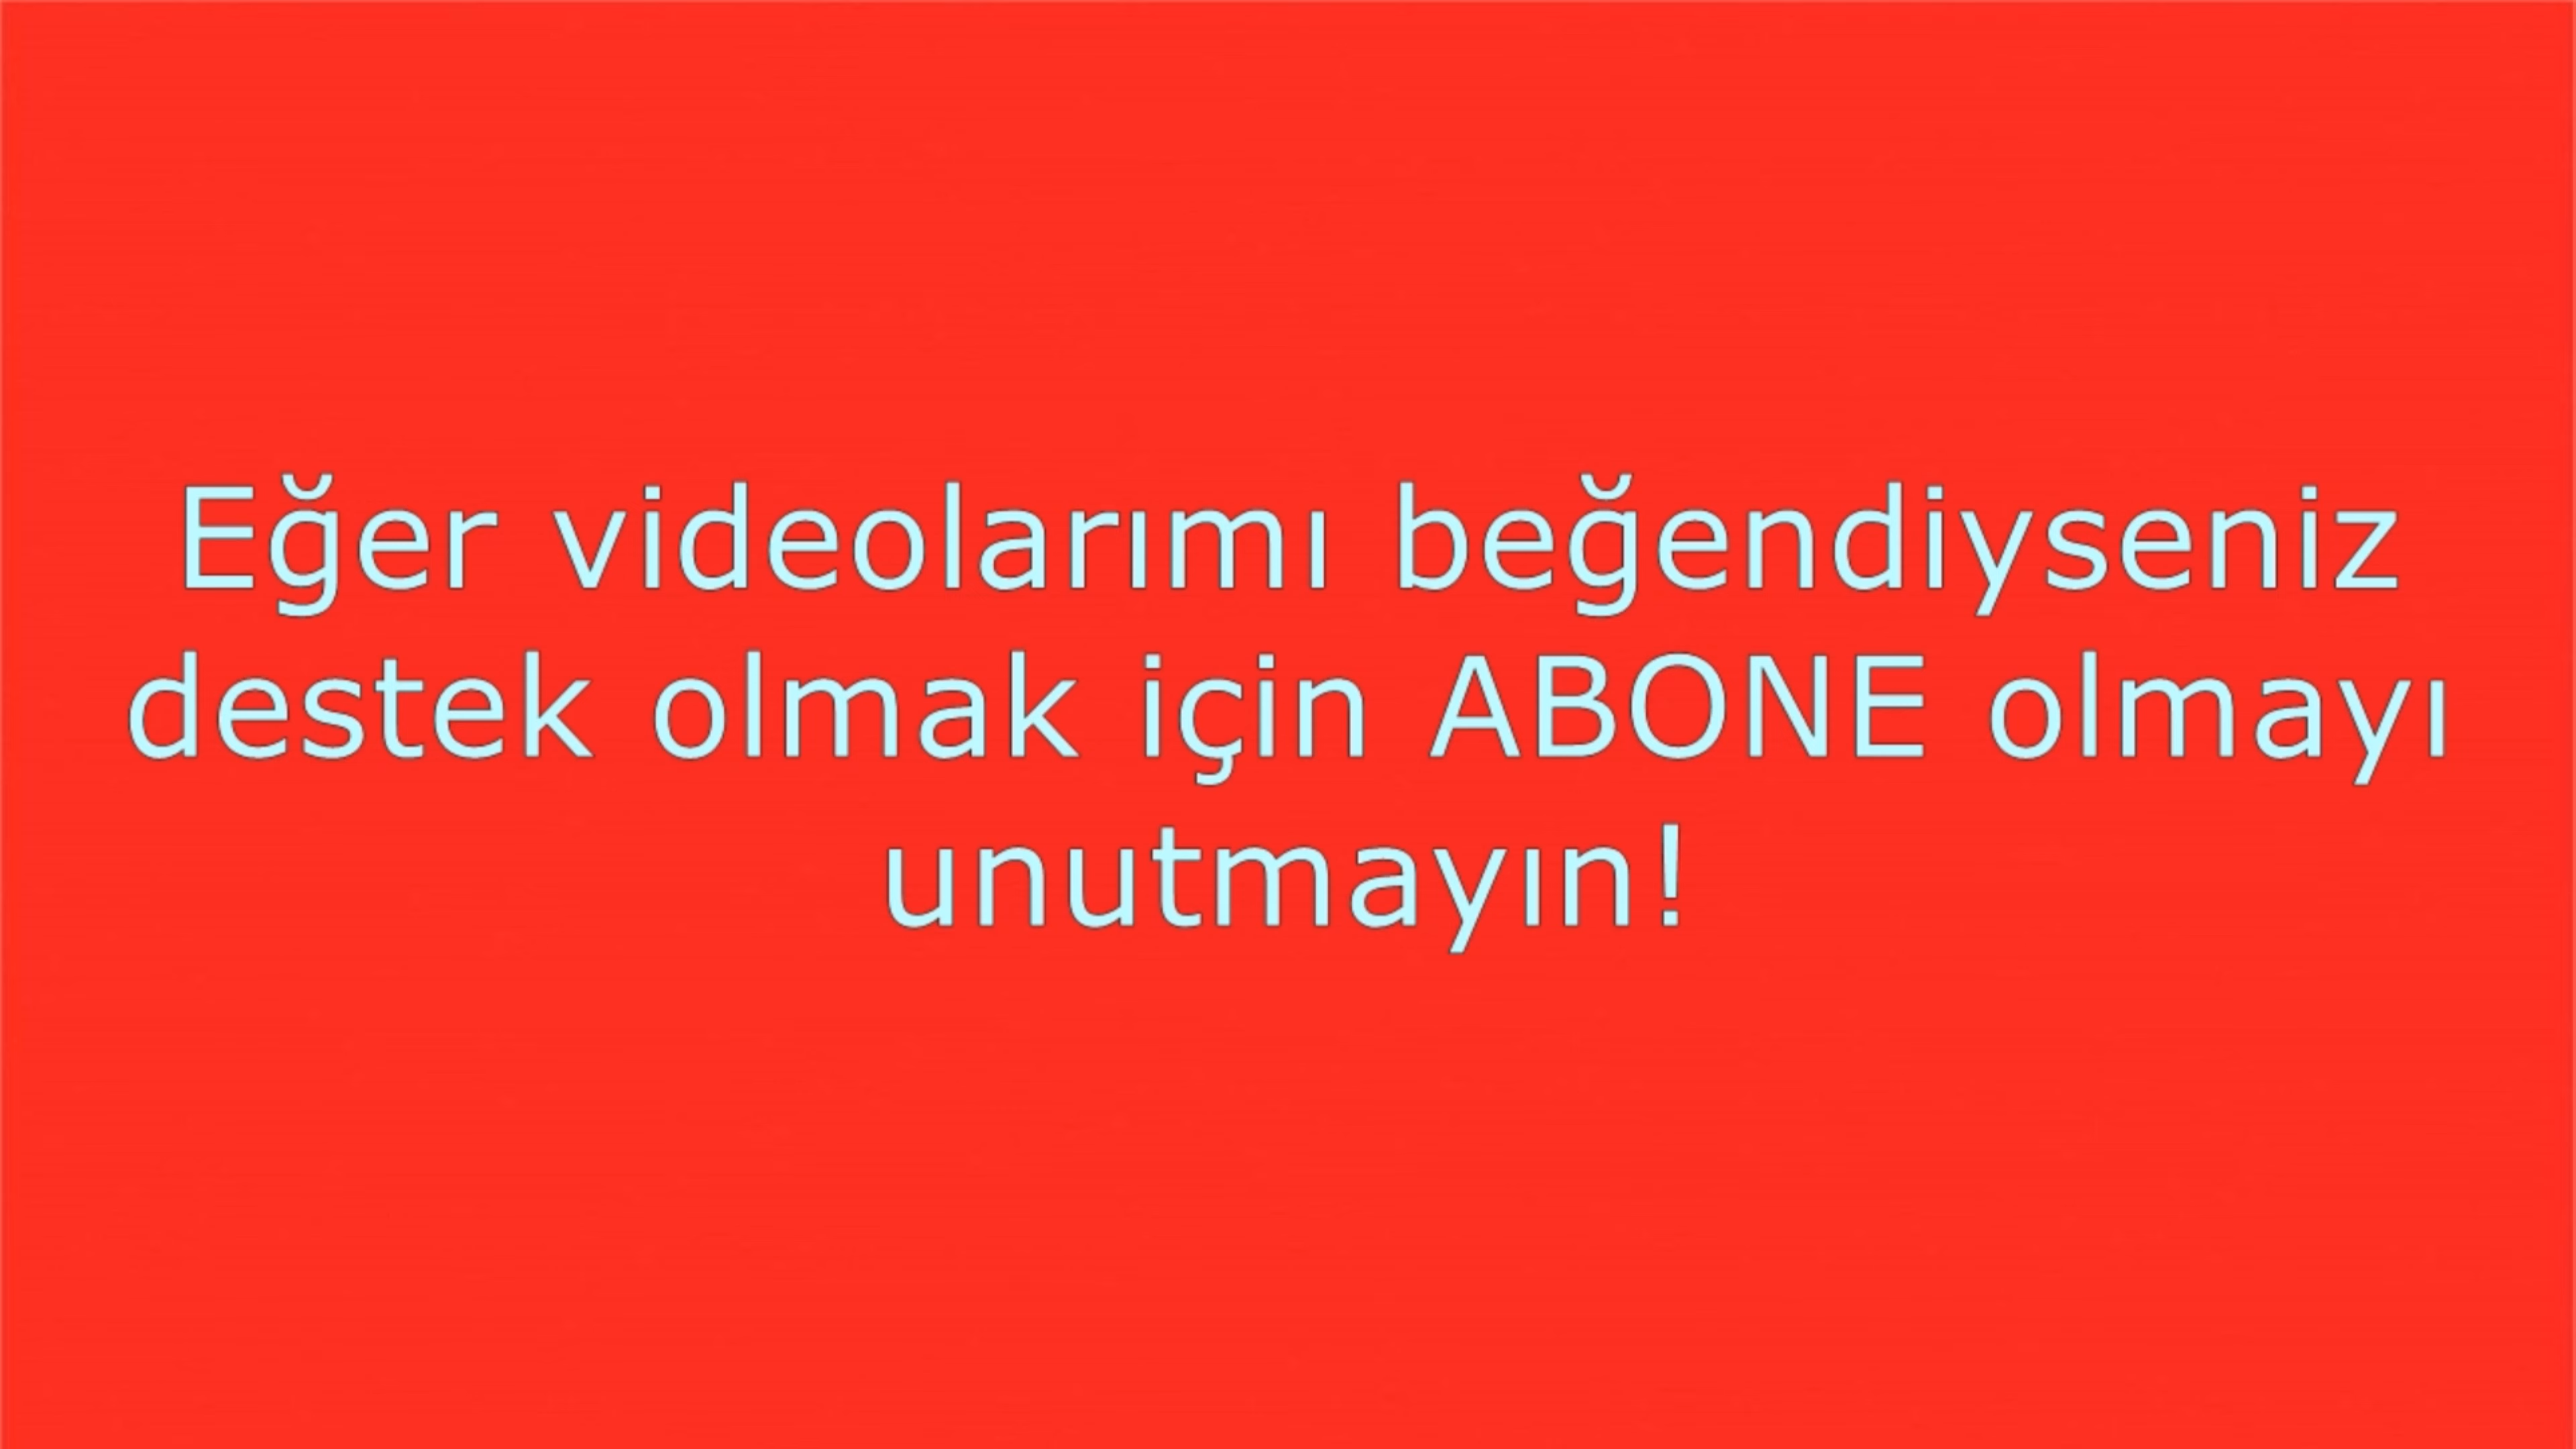 Eğer videolarımı beğendiyseniz
destek olmak için ABONE olmayı
unutmayın!